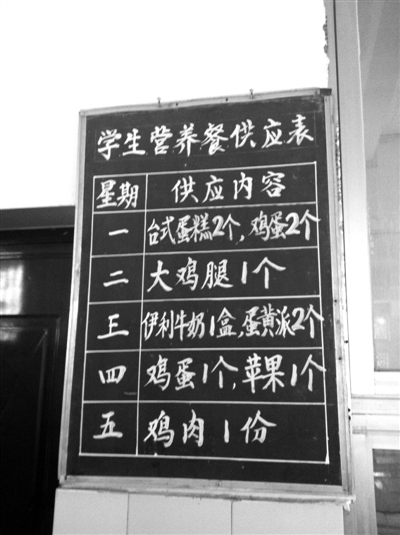 学生营养餐供应表
星期 供应内容
一 台式蛋糕2个,鸡蛋2个
二 大鸡腿1个
三 伊利牛奶1盒,蛋黄派2个
四 鸡蛋1个,苹果1个
五 鸡肉1份